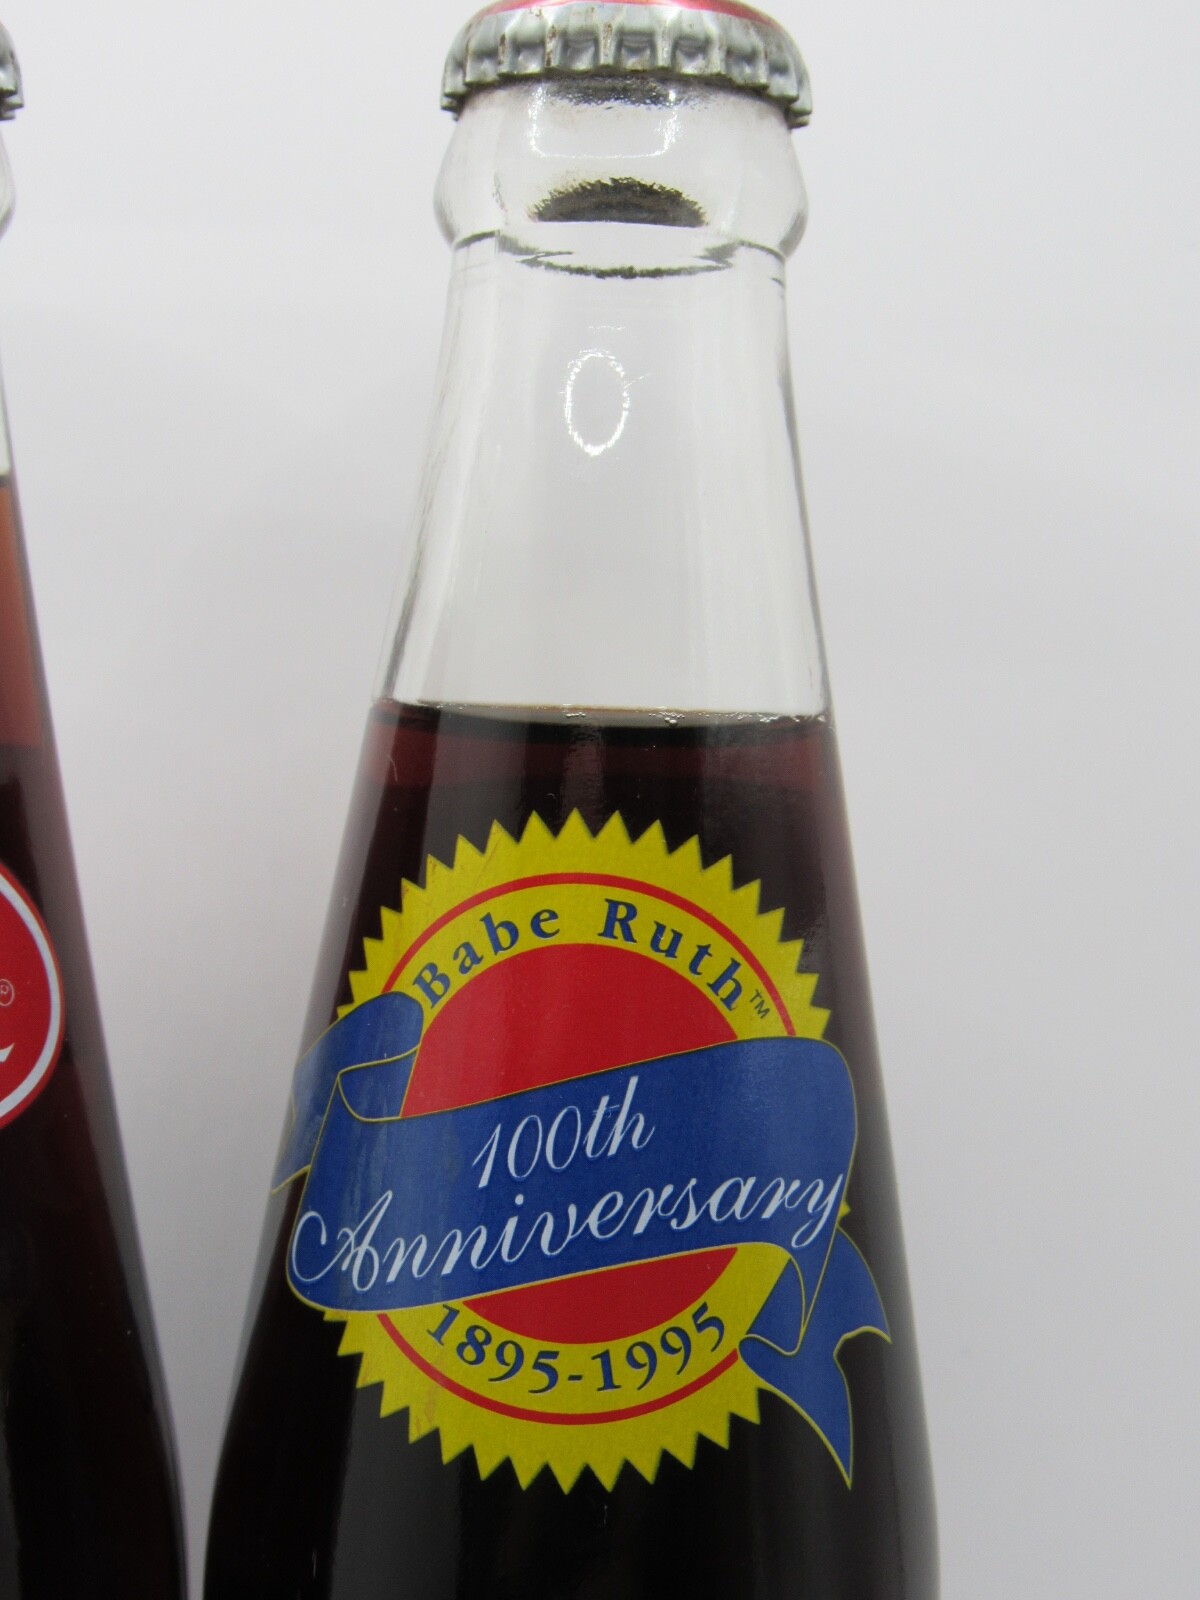 Babe Ruth™
100th
Anniversary
1895-1995
®